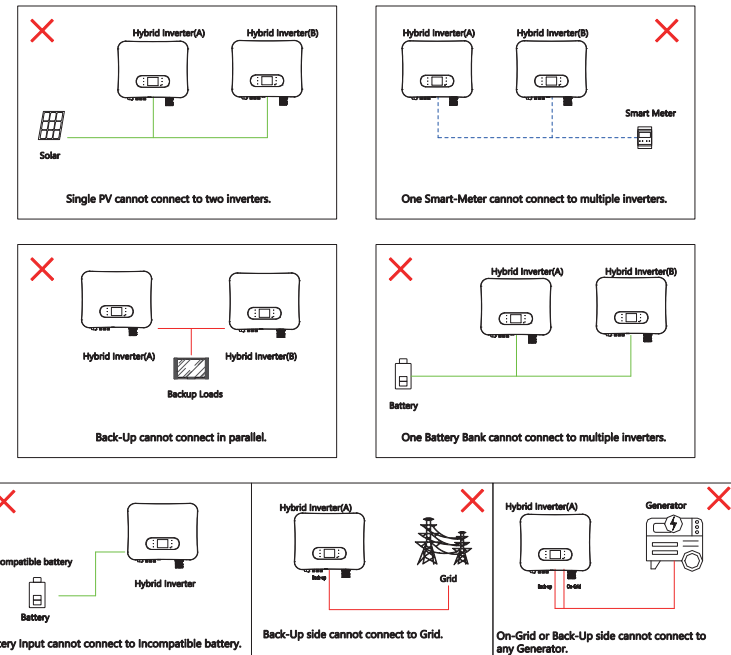 Hybrid Inverter(A)
Hybrid Inverter(B)
Solar
Single PV cannot connect to two inverters.
Hybrid Inverter(A)
Hybrid Inverter(B)
Smart Meter
One Smart-Meter cannot connect to multiple inverters.
Hybrid Inverter(A)
Hybrid Inverter(B)
Backup Loads
Back-Up cannot connect in parallel.
Hybrid Inverter(A)
Hybrid Inverter(B)
Battery
One Battery Bank cannot connect to multiple inverters.
ompatible battery
Hybrid Inverter
Battery
tery Input cannot connect to Incompatible battery.
Hybrid Inverter(A)
Back-up
Grid
Back-Up side cannot connect to Grid.
Hybrid Inverter(A)
Generator
Back-up
On-Grid
On-Grid or Back-Up side cannot connect to
any Generator.